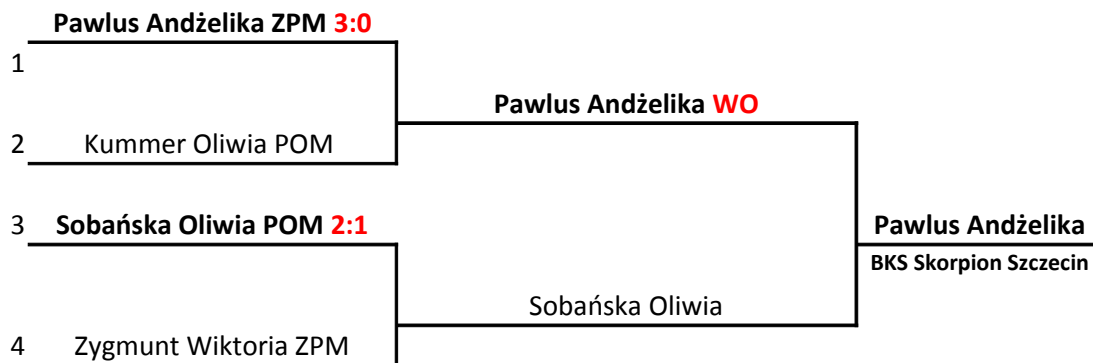 Pawlus Andżelika ZPM 3:0
1
Pawlus Andżelika WO
2 Kummer Oliwia POM
3 Sobańska Oliwia POM 2:1
Pawlus Andżelika
BKS Skorpion Szczecin
Sobańska Oliwia
4 Zygmunt Wiktoria ZPM